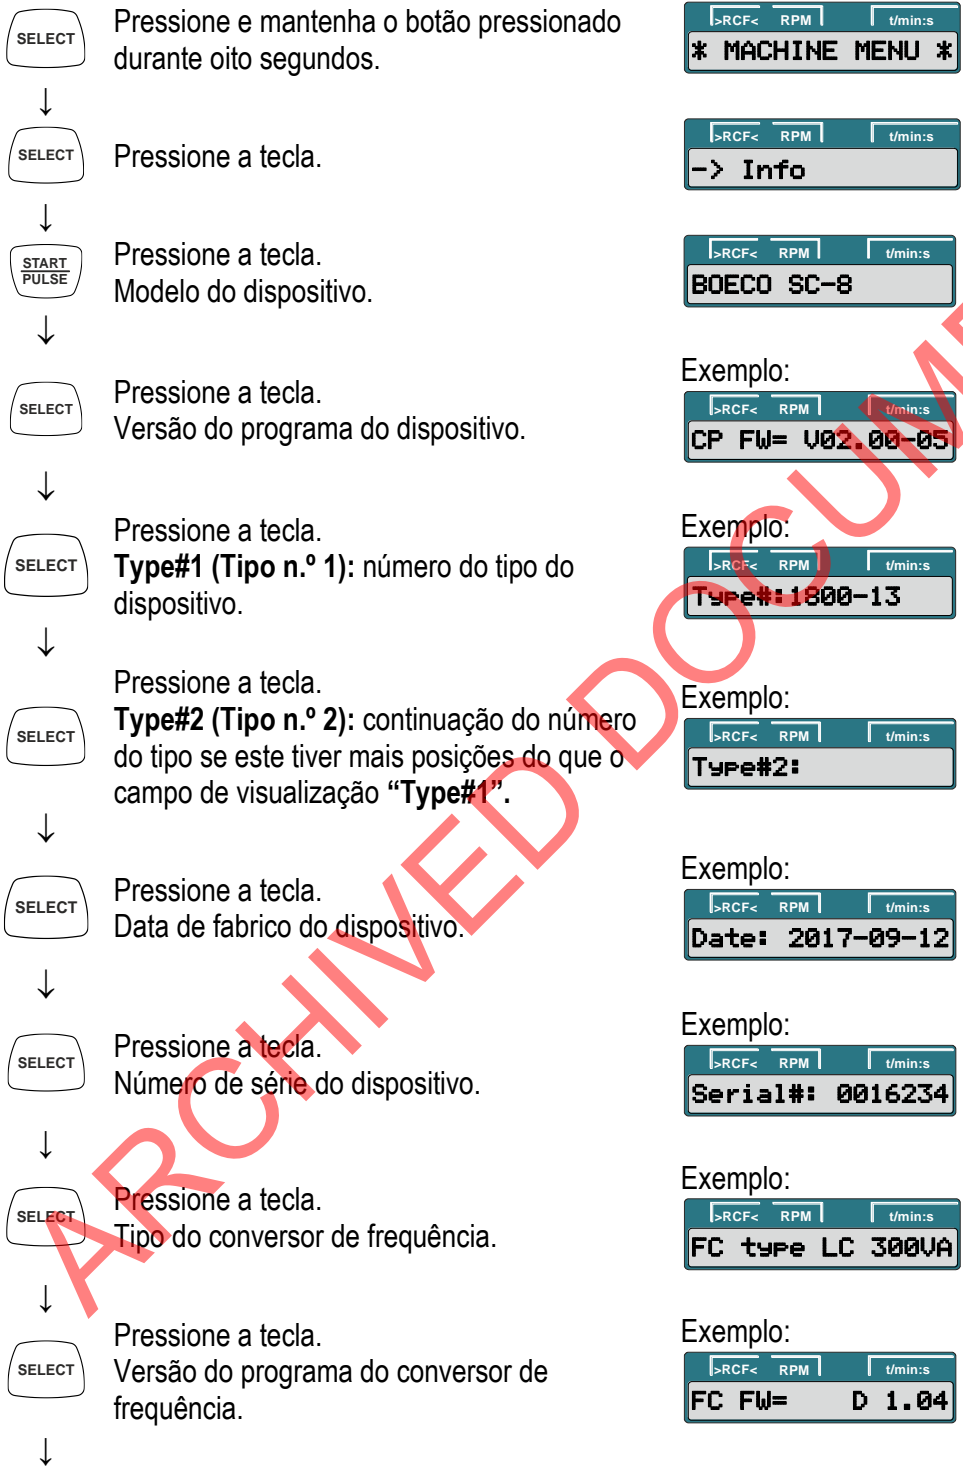 SELECT
Pressione e mantenha o botão pressionado
durante oito segundos.
>RCF< RPM t/min:s
* MACHINE MENU *
↓
SELECT
Pressione a tecla.
>RCF< RPM t/min:s
-> Info
↓
START
PULSE
Pressione a tecla.
Modelo do dispositivo.
>RCF< RPM t/min:s
BOECO SC-8
↓
SELECT
Pressione a tecla.
Versão do programa do dispositivo.
Exemplo:
>RCF< RPM t/min:s
CP FW= V02.00-05
↓
SELECT
Pressione a tecla.
Type#1 (Tipo n.º 1): número do tipo do
dispositivo.
Exemplo:
>RCF< RPM t/min:s
Type#:1800-13
↓
SELECT
Pressione a tecla.
Type#2 (Tipo n.º 2): continuação do número
do tipo se este tiver mais posições do que o
campo de visualização “Type#1”.
Exemplo:
>RCF< RPM t/min:s
Type#2:
↓
SELECT
Pressione a tecla.
Data de fabrico do dispositivo.
Exemplo:
>RCF< RPM t/min:s
Date: 2017-09-12
↓
SELECT
Pressione a tecla.
Número de série do dispositivo.
Exemplo:
>RCF< RPM t/min:s
Serial#: 0016234
↓
SELECT
Pressione a tecla.
Tipo do conversor de frequência.
Exemplo:
>RCF< RPM t/min:s
FC type LC 300VA
↓
SELECT
Pressione a tecla.
Versão do programa do conversor de
frequência.
Exemplo:
>RCF< RPM t/min:s
FC FW= D 1.04
↓
ARCHIVED DOCUME